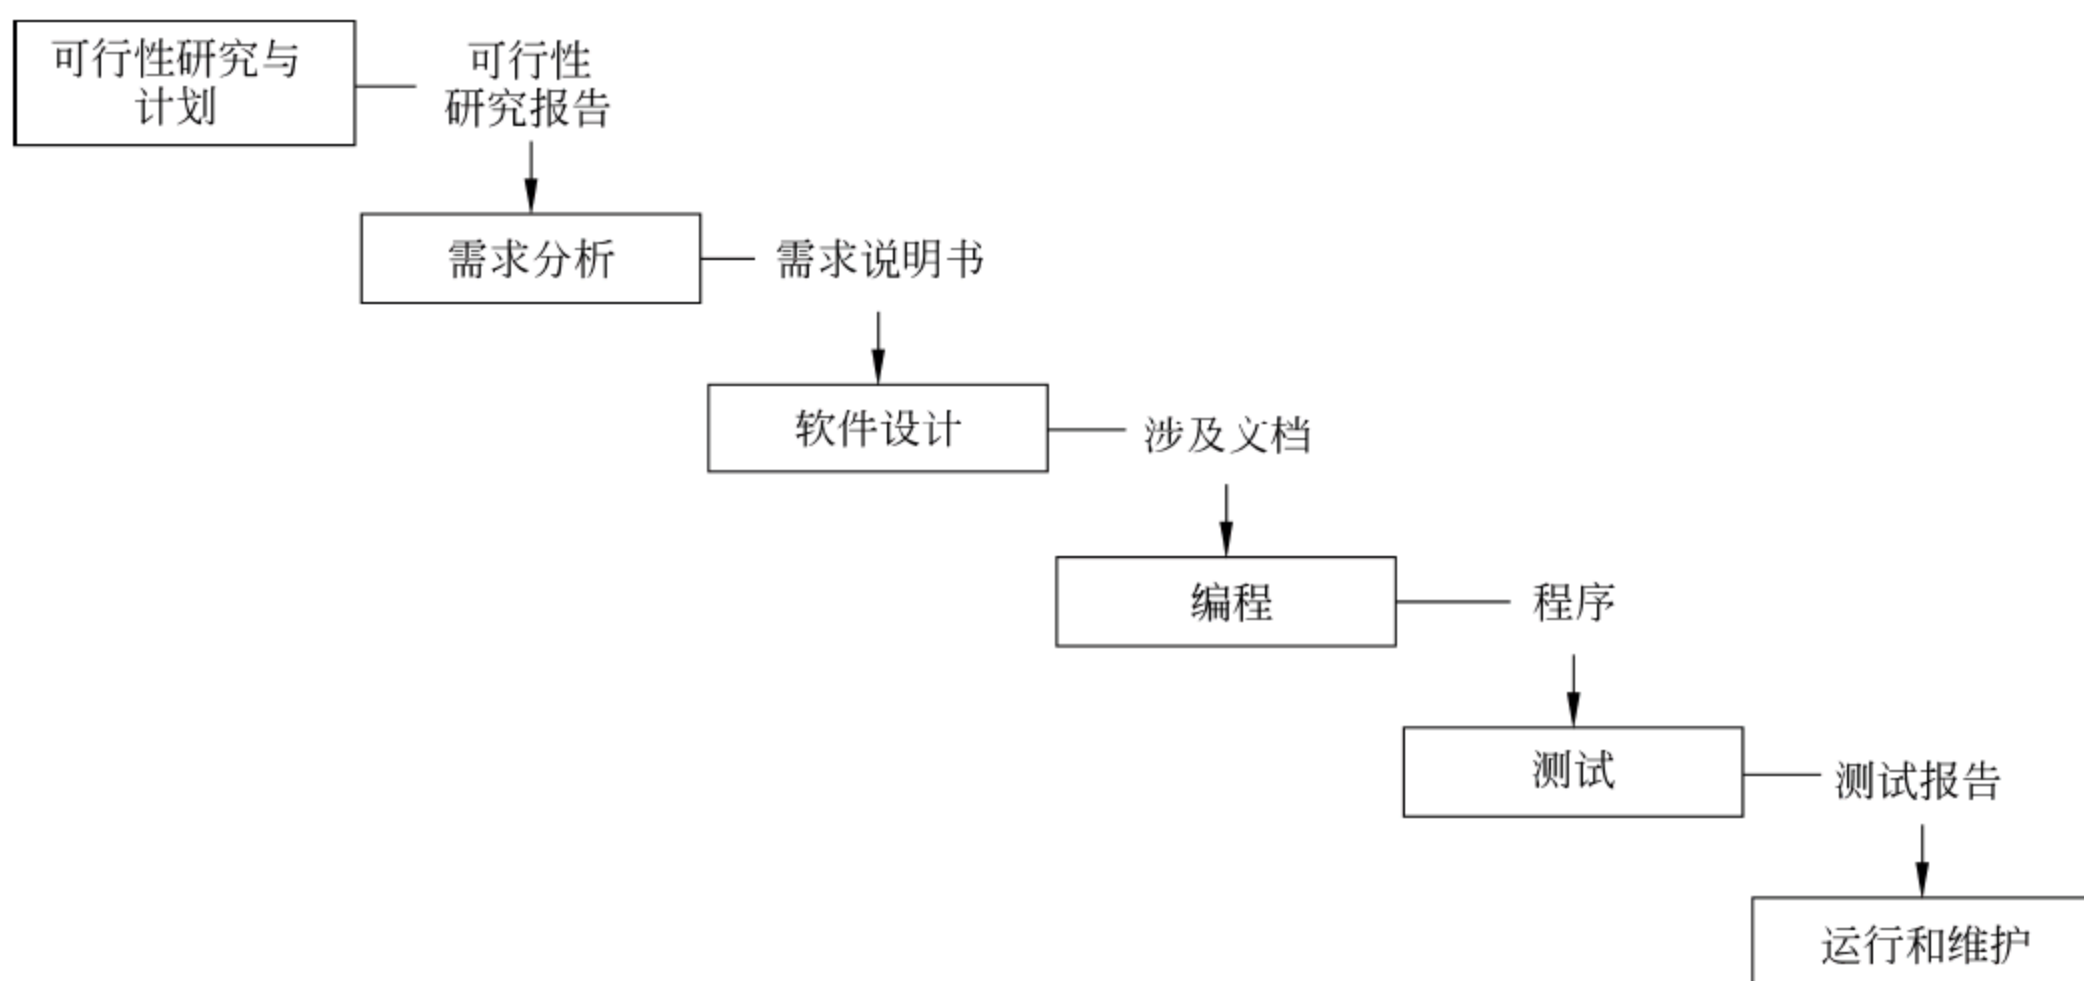 可行性研究与
计划
可行性
研究报告
需求分析
需求说明书
软件设计
涉及文档
编程
程序
测试
测试报告
运行和维护